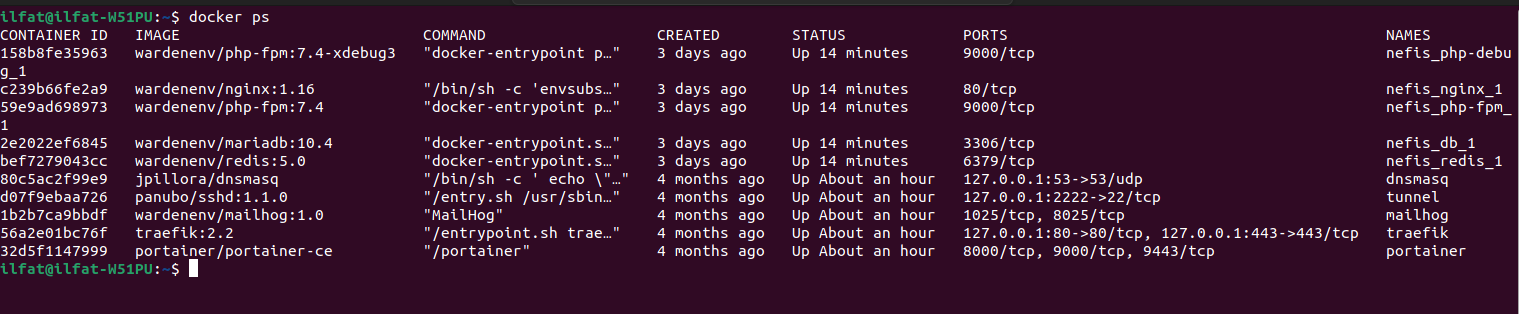 ilfat@ilfat-W51PU:~$ docker ps
CONTAINER ID   IMAGE                          COMMAND                  CREATED        STATUS             PORTS                                          NAMES
158b8fe35963   wardenenv/php-fpm:7.4-xdebug3   "docker-entrypoint p…"   3 days ago     Up 14 minutes      9000/tcp                                       nefis_php-debu
g_1
c239b66fe2a9   wardenenv/nginx:1.16            "/bin/sh -c 'envsubs…"   3 days ago     Up 14 minutes      80/tcp                                         nefis_nginx_1
59e9ad698973   wardenenv/php-fpm:7.4           "docker-entrypoint p…"   3 days ago     Up 14 minutes      9000/tcp                                       nefis_php-fpm_
1
2e2022ef6845   wardenenv/mariadb:10.4          "docker-entrypoint.s…"   3 days ago     Up 14 minutes      3306/tcp                                       nefis_db_1
bef7279043cc   wardenenv/redis:5.0             "docker-entrypoint.s…"   3 days ago     Up 14 minutes      6379/tcp                                       nefis_redis_1
80c5ac2f99e9   jpillora/dnsmasq                "/bin/sh -c ' echo \"…"   4 months ago   Up About an hour   127.0.0.1:53->53/udp                           dnsmasq
d07f9ebaa726   panubo/sshd:1.1.0               "/entry.sh /usr/sbin…"   4 months ago   Up About an hour   127.0.0.1:2222->22/tcp                         tunnel
1b2b7ca9bbdf   wardenenv/mailhog:1.0           "MailHog"                4 months ago   Up About an hour   1025/tcp, 8025/tcp                             mailhog
56a2e01bc76f   traefik:2.2                     "/entrypoint.sh trae…"   4 months ago   Up About an hour   127.0.0.1:80->80/tcp, 127.0.0.1:443->443/tcp   traefik
32d5f1147999   portainer/portainer-ce          "/portainer"             4 months ago   Up About an hour   8000/tcp, 9000/tcp, 9443/tcp                   portainer
ilfat@ilfat-W51PU:~$